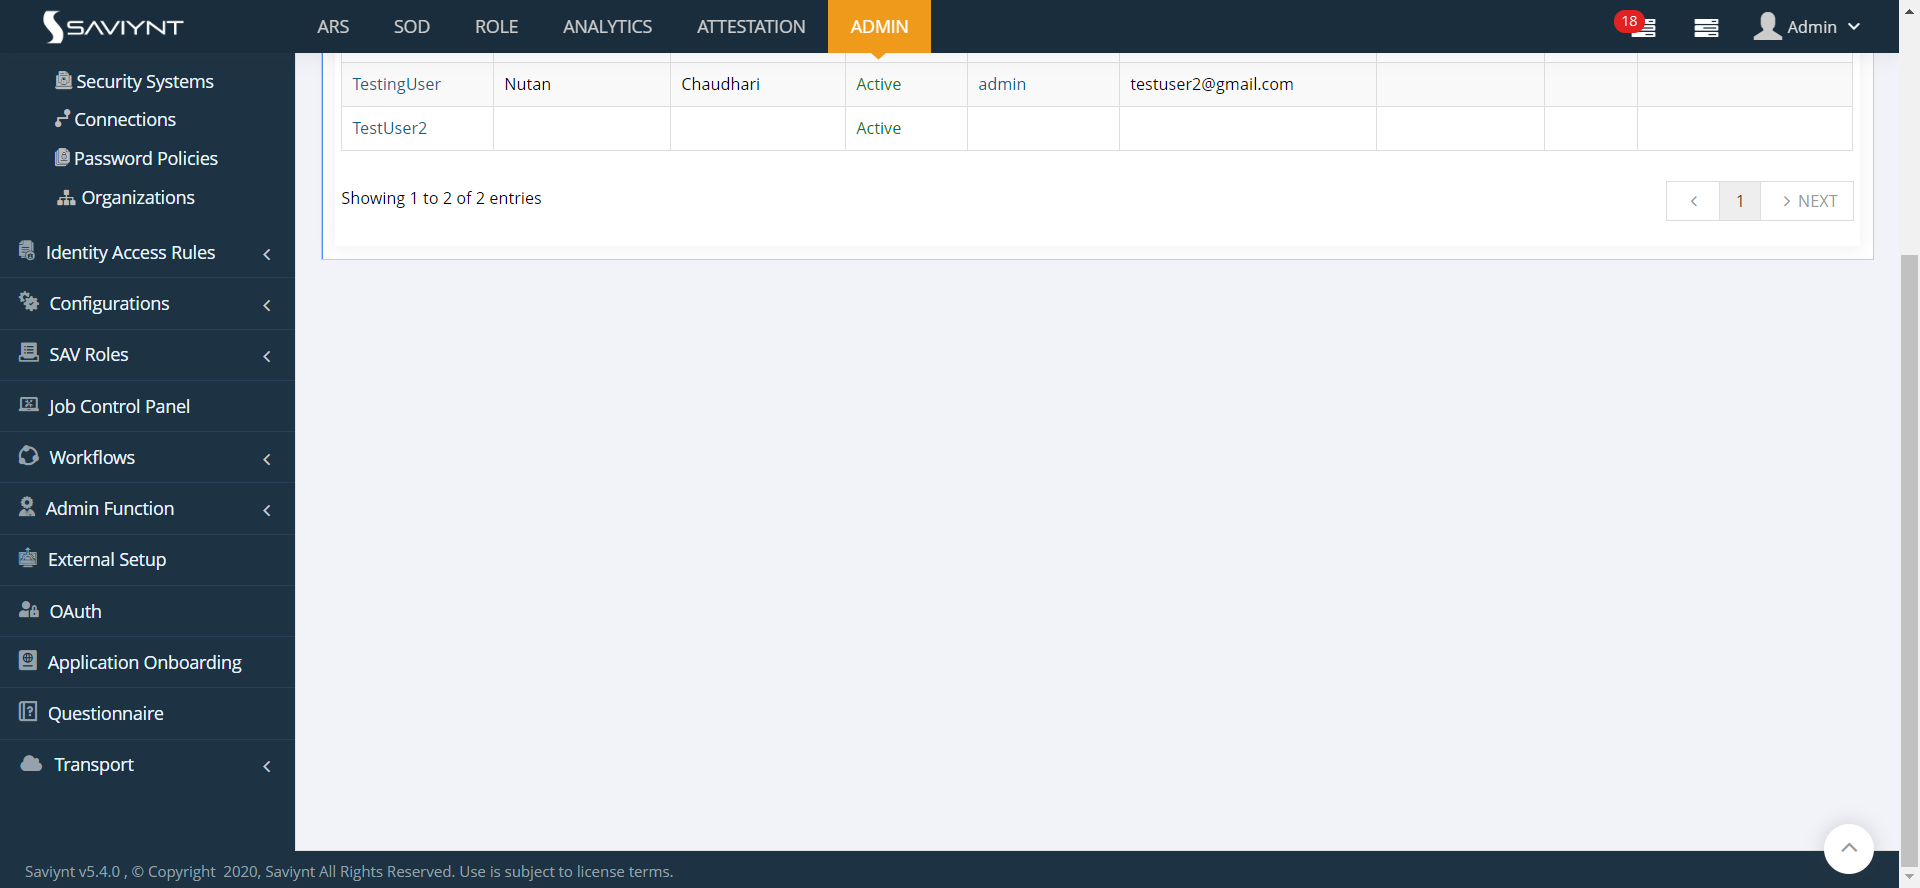 SAVIYNT
ARS SOD ROLE ANALYTICS ATTESTATION ADMIN 18 Admin
Security Systems
Connections
Password Policies
Organizations
Identity Access Rules
Configurations
SAV Roles
Job Control Panel
Workflows
Admin Function
External Setup
OAuth
Application Onboarding
Questionnaire
Transport
TestingUser Nutan Chaudhari Active admin testuser2@gmail.com
TestUser2 Active
Showing 1 to 2 of 2 entries
1 NEXT
Saviynt v5.4.0 , © Copyright 2020, Saviynt All Rights Reserved. Use is subject to license terms.